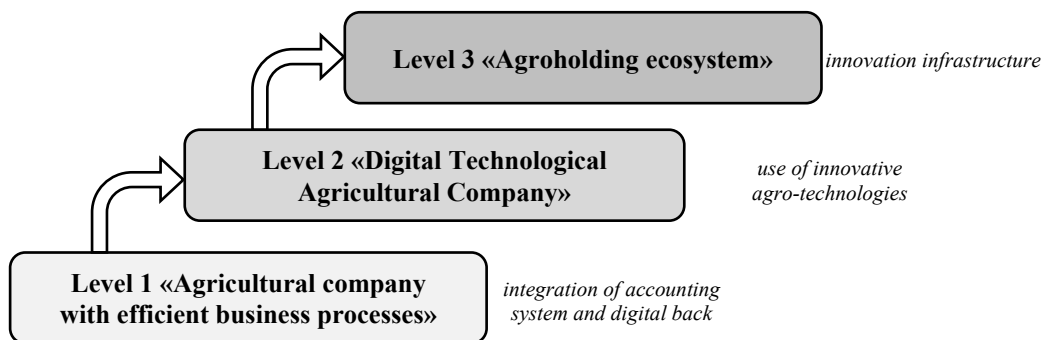 Level 3 «Agroholding ecosystem»
innovation infrastructure
Level 2 «Digital Technological
Agricultural Company»
use of innovative
agro-technologies
Level 1 «Agricultural company
with efficient business processes»
integration of accounting
system and digital back